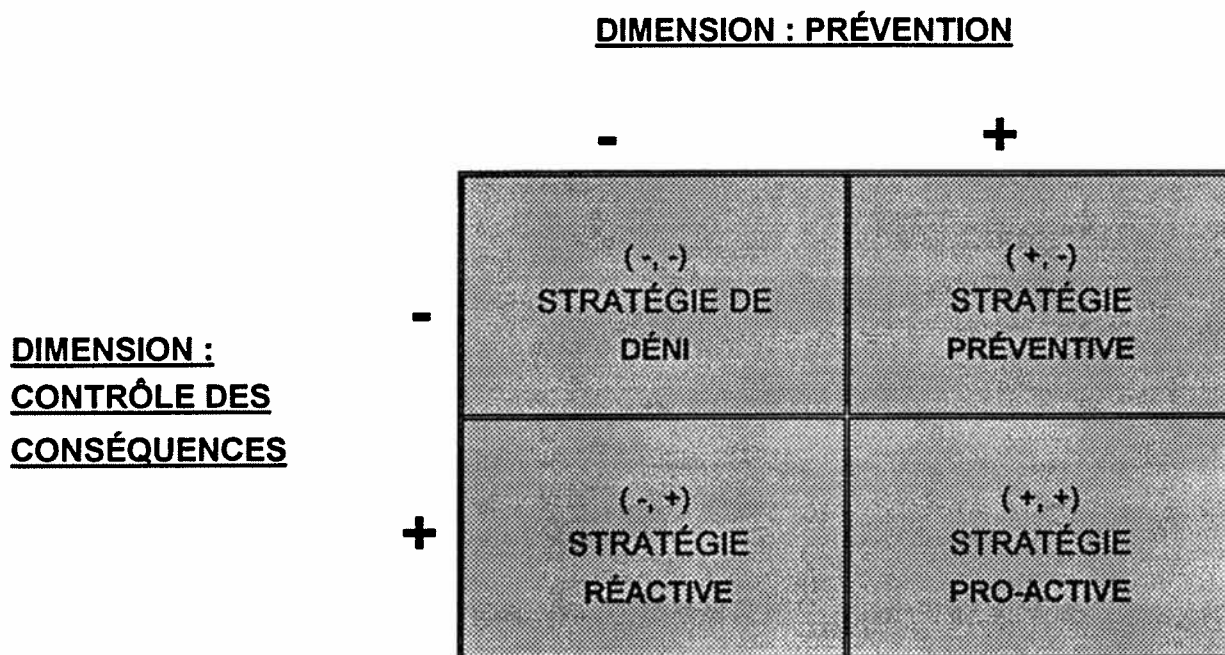 DIMENSION : PRÉVENTION
- +
-
(-,-)
STRATÉGIE DE
DÉNI
(+,-)
STRATÉGIE
PRÉVENTIVE
DIMENSION :
CONTRÔLE DES
CONSÉQUENCES
+
(-,+)
STRATÉGIE
RÉACTIVE
(+,+)
STRATÉGIE
PRO-ACTIVE